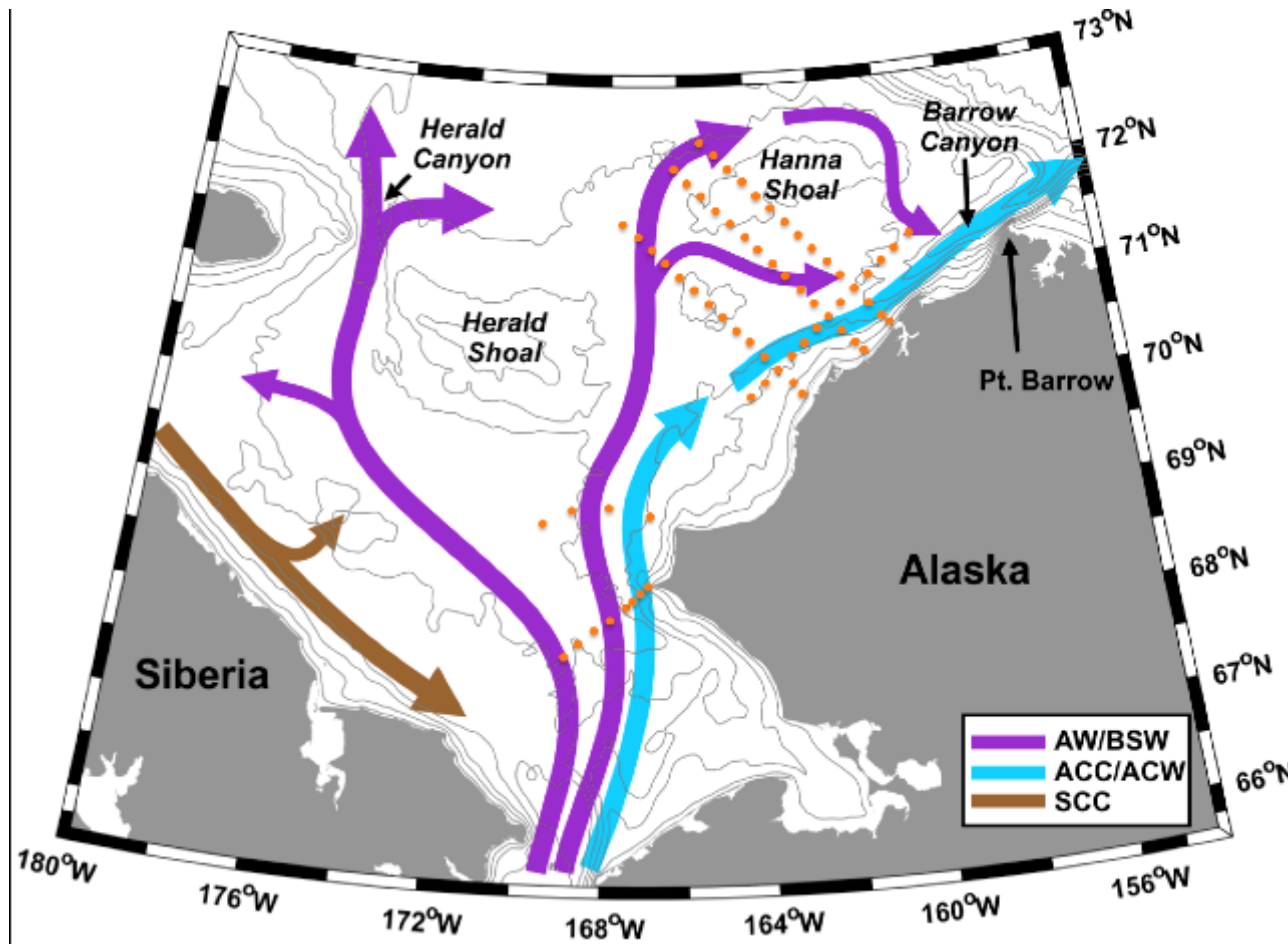 73°N
72°N
71°N
70°N
69°N
68°N
67°N
66°N
Herald
Canyon
Barrow
Canyon
Hanna
Shoal
Herald
Shoal
Pt. Barrow
Alaska
Siberia
AW/BSW
ACC/ACW
SCC
180°W
176°W
172°W
168°W
164°W
160°W
156°W